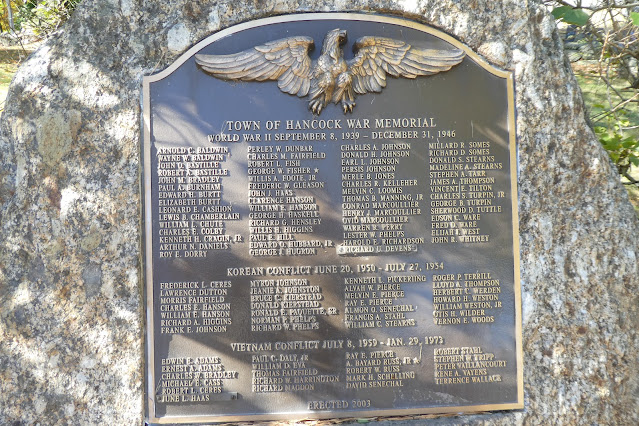 TOWN OF HANCOCK WAR MEMORIAL
WORLD WAR II SEPTEMBER 8, 1939 – DECEMBER 31, 1946
ARNOLD C. BALDWIN
WAYNE W. BALDWIN
JOHN O. BASTILLE
ROBERT A. BASTILLE
JOHN M. BRADLEY
PAUL A. BURNHAM
EDWARD H. BURTT
ELIZABETH BURTT
LEONARD E. CASHION
LEWIS B. CHAMBERLAIN
WILLIAM L. CHUTE
CHARLES E. COLBY
KENNETH H. CRAGIN, JR
ARTHUR N. DANIELS
ROY E. DORRY
PERLEY W. DUNBAR
CHARLES M. FAIRFIELD
ROBERT L. FISH
GEORGE W. FISHER ★
WILLIS A. FOOTE, JR
FREDERIC W. GLEASON
JOHN J. HAAS
CLARENCE HANSON
WILLIAM E. HANSON
GEORGE H. HASKELL
RICHARD G. HENSLEY
WILLIS H. HIGGINS
PAUL E. HILL
EDWARD O. HUBBARD, JR
GEORGE J. HUGRON
CHARLES A. JOHNSON
DONALD H. JOHNSON
EARL L. JOHNSON
PERSIS JOHNSON
MERLE B. JONES
CHARLES R. KELLEHER
MELVIN C. LOOMIS
THOMAS B. MANNING, JR
CONRAD MARCOULLIER
HENRY J. MARCOULLIER
OVID MARCOULLIER
WARREN R. PERRY
LESTER W. PHELPS
HAROLD E. RICHARDSON
RICHARD U. DEVENS
MILLARD R. SOMES
RICHARD D. SOMES
DONALD S. STEARNS
MADELINE A. STEARNS
STEPHEN A. TARR
JAMES A. THOMPSON
VINCENT E. TILTON
CHARLES S. TURPIN, JR
GEORGE B. TURPIN
SHERWOOD D. TUTTLE
EDSON C. WARE
FRED O. WARE
ELIJAH T. WEST
JOHN R. WHITNEY
KOREAN CONFLICT JUNE 20, 1950 – JULY 27, 1954
FREDERICK L. CERES
LAWRENCE DUTTON
MORRIS FAIRFIELD
CHARLES E. HANSON
WILLIAM E. HANSON
RICHARD A. HIGGINS
FRANK E. JOHNSON
MYRON JOHNSON
JEANIE K. JOHNSTON
BRUCE C. KIERSTEAD
DONALD KIERSTEAD
RONALD E. PAQUETTE, SR
NORMAN P. PHELPS
RICHARD W. PHELPS
KENNETH L. PICKERING
ALVAH W. PIERCE
MELVIN E. PIERCE
RAY E. PIERCE
ALMON G. SENECHAL
FRANCIS A. STAHL
WILLIAM C. STEARNS
ROGER P. TERRILL
LLOYD R. THOMPSON
HERBERT C. WERDEN
HOWARD H. WESTON
WILLIAM WESTON, JR
OTIS H. WILDER
VERNON E. WOODS
VIETNAM CONFLICT JULY 8, 1959 – JAN. 29, 1973
EDWIN E. ADAMS
ERNEST A. ADAMS
CHARLES W. BRADLEY
MICHAEL E. CASS
ROBERT L. CERES
JUNE L. HAAS
PAUL C. DALY, JR
WILLIAM D. EVA
THOMAS FAIRFIELD
RICHARD W. HARRINGTON
RICHARD MADDON
RAY E. PIERCE
A. HAYARD RUSS, JR ★
ROBERT W. RUSS
MARK H. SCHELLING
DAVID SENECHAL
ROBERT STAHL
STEPHEN W. TRIPP
PETER VAILLANCOURT
RENE A. VAYENS
TERRENCE WALLACE
ERECTED 2003